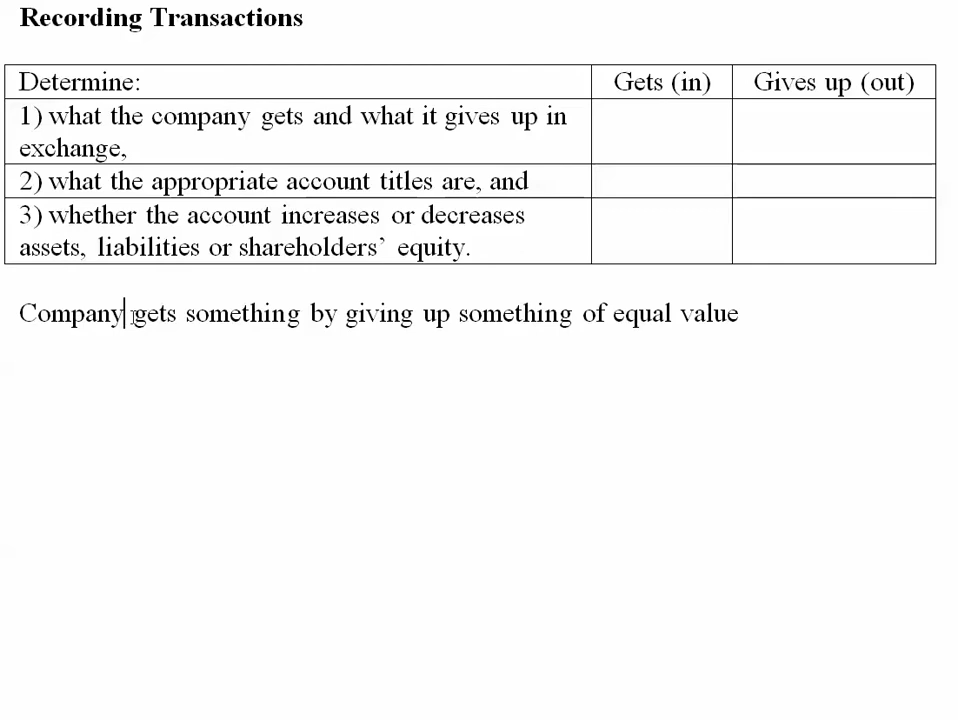 Recording Transactions
Determine: Gets (in) Gives up (out)
1) what the company gets and what it gives up in
exchange,
2) what the appropriate account titles are, and
3) whether the account increases or decreases
assets, liabilities or shareholders’ equity.
Company gets something by giving up something of equal value